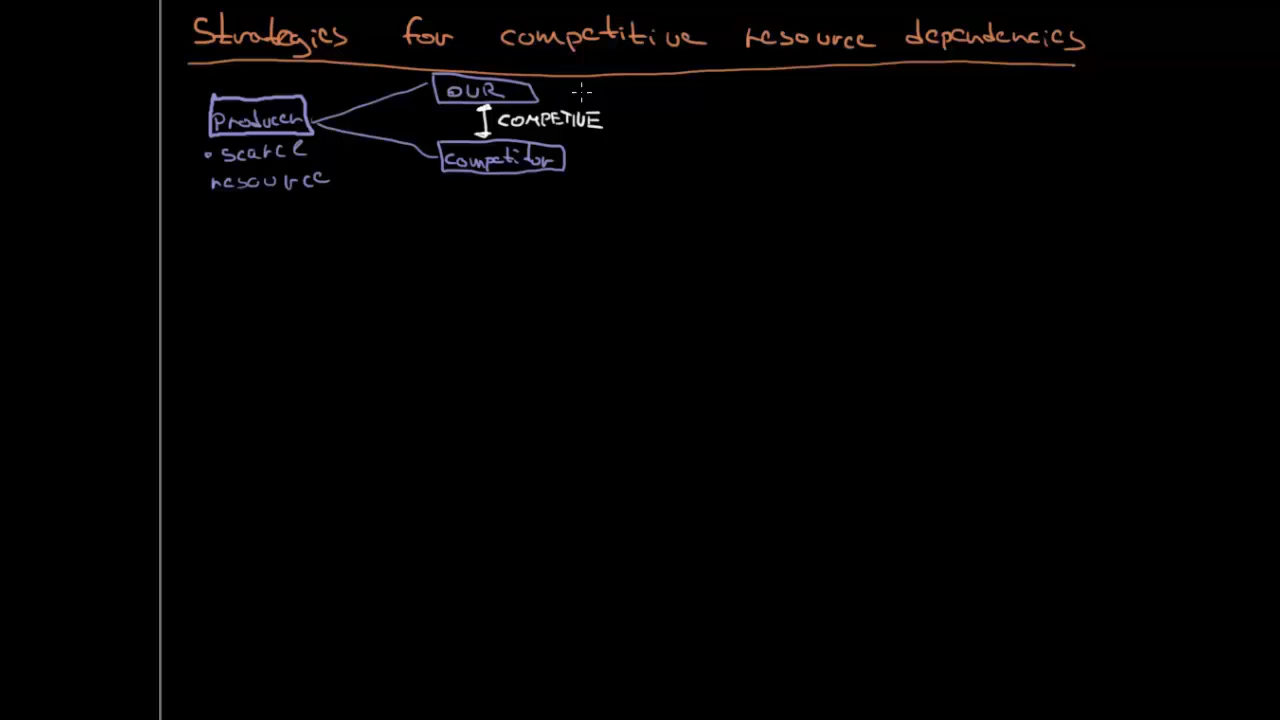 Strategies for competitive resource dependencies
OUR
Producer
COMPETIVE
• scarce
competitor
resource